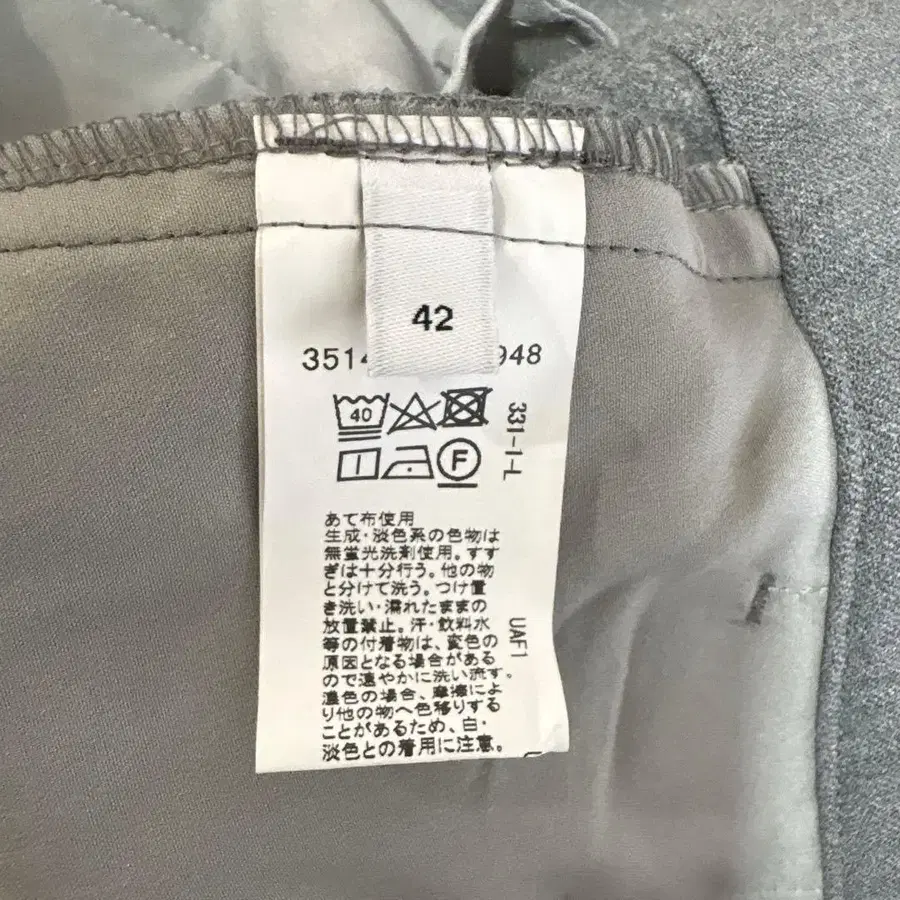 42
3514 948
40
F
331-1-L
あて布使用
生成・淡色系の色物は
無蛍光洗剤使用。すす
ぎは十分行う。他の物
と分けて洗う。つけ置
き洗い・濡れたままの
放置禁止。汗・飲料水
等の付着物は、変色の
原因となる場合がある
ので速やかに洗い流す。
濃色の場合、摩擦によ
り他の物へ色移りする
ことがあるため、白・
淡色との着用に注意。
UAF1